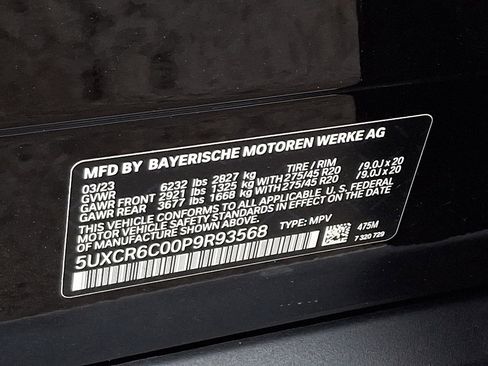 MFD BY BAYERISCHE MOTOREN WERKE AG
03/23 6232 lbs 2827 kg TIRE / RIM
GVWR
GAWR FRONT 2921 lbs 1325 kg WITH 275/45 R20 /9.0J x 20
GAWR REAR 3677 lbs 1668 kg WITH 275/45 R20 /9.0J x 20
THIS VEHICLE CONFORMS TO ALL APPLICABLE U.S. FEDERAL
MOTOR VEHICLE SAFETY STANDARDS IN EFFECT ON THE DATE
OF MANUFACTURE SHOWN ABOVE.
5UXCR6C00P9R93568 TYPE: MPV 475M
7 320 729